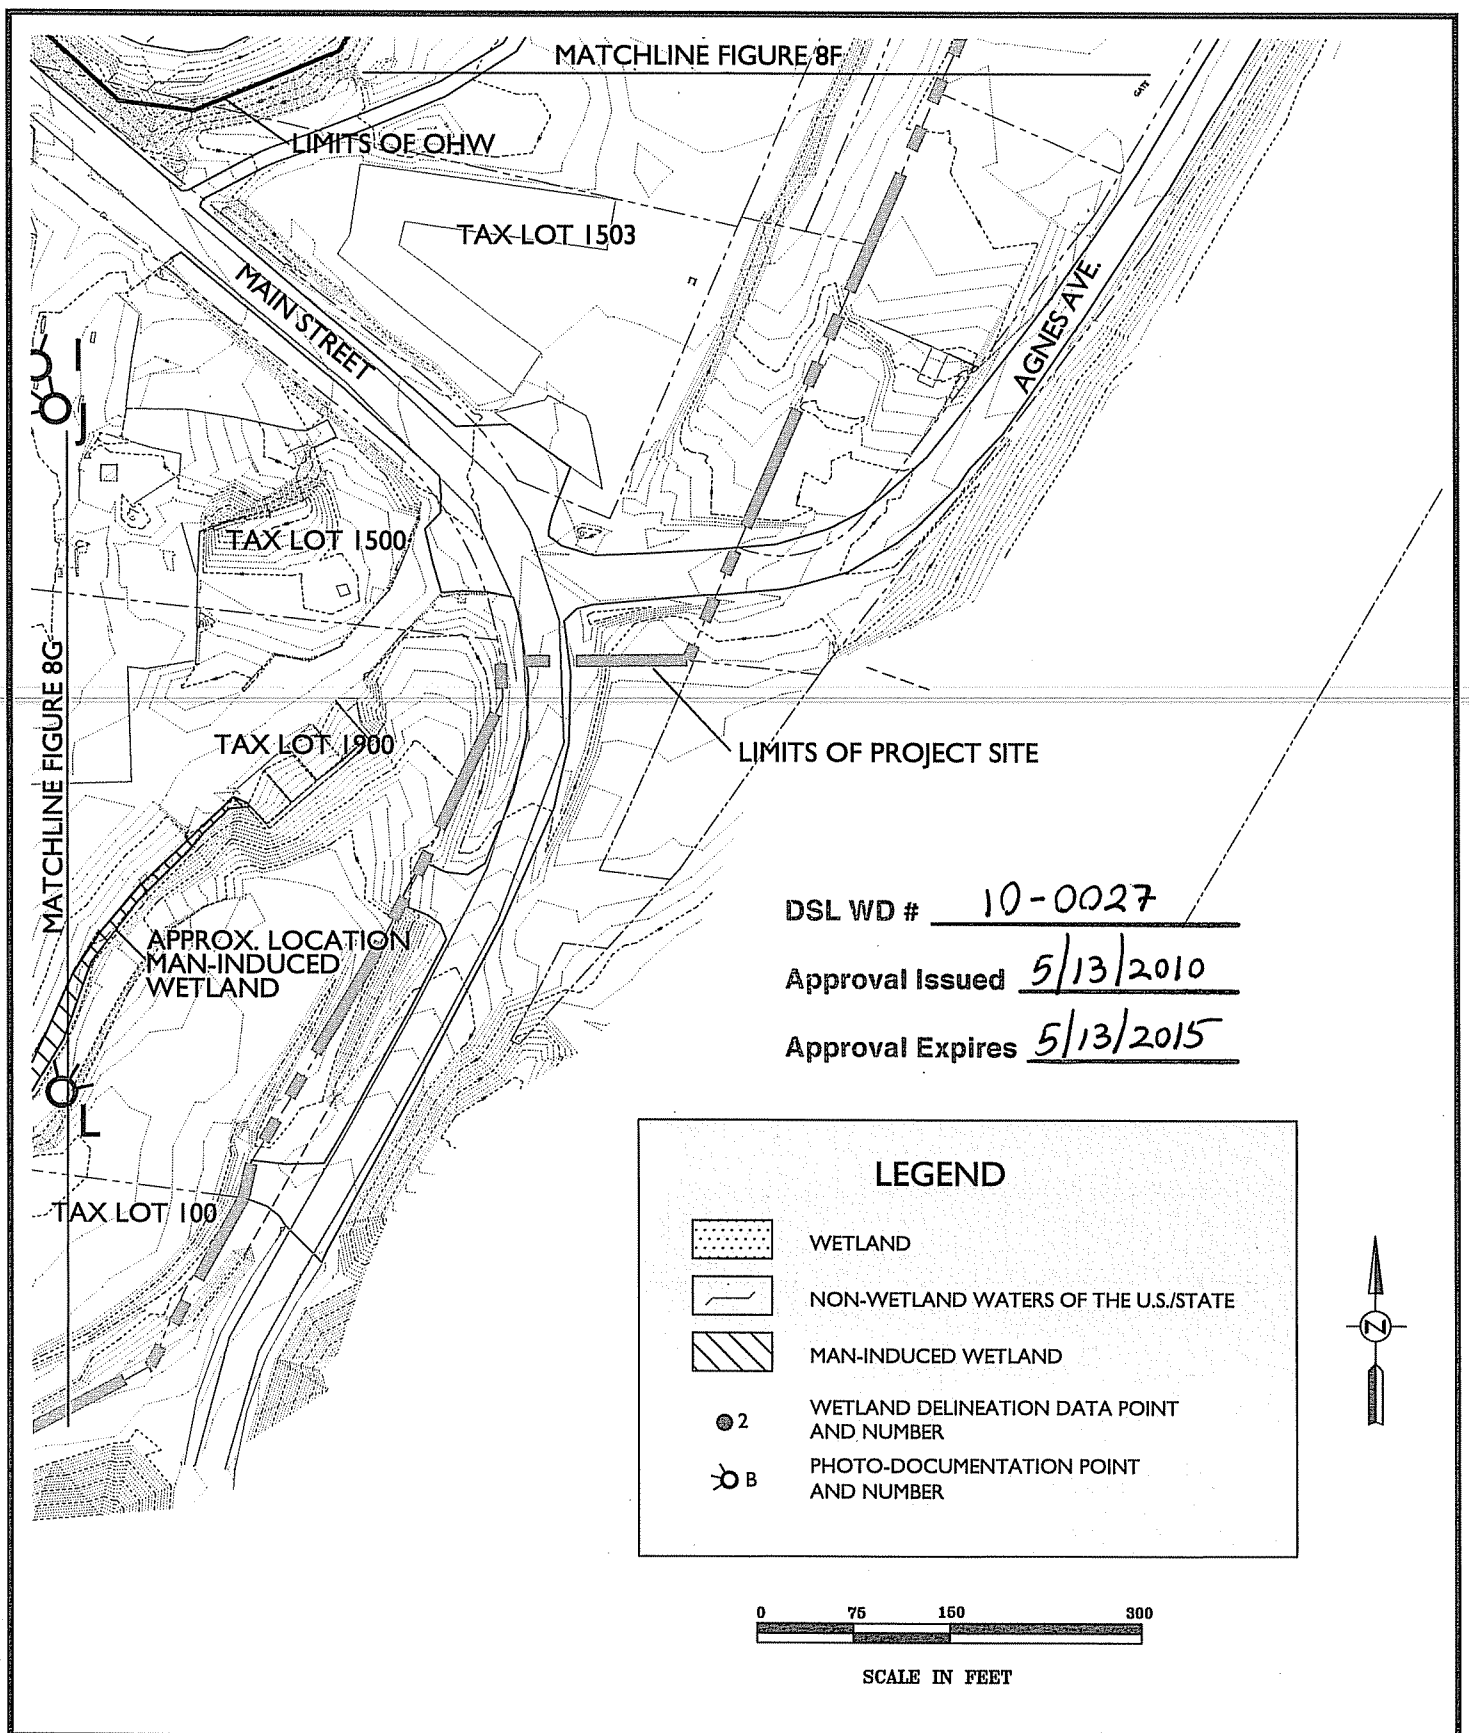 MATCHLINE FIGURE 8F
GATE
LIMITS OF OHW
TAX LOT 1503
MAIN STREET
AGNES AVE.
I
J
TAX LOT 1500
MATCHLINE FIGURE 8G
TAX LOT 1900
LIMITS OF PROJECT SITE
DSL WD # 10-0027
APPROX. LOCATION
MAN-INDUCED
WETLAND
Approval Issued 5/13/2010
Approval Expires 5/13/2015
L
TAX LOT 100
LEGEND
WETLAND
NON-WETLAND WATERS OF THE U.S./STATE
MAN-INDUCED WETLAND
2 WETLAND DELINEATION DATA POINT
AND NUMBER
B PHOTO-DOCUMENTATION POINT
AND NUMBER
N
0 75 150 300
SCALE IN FEET